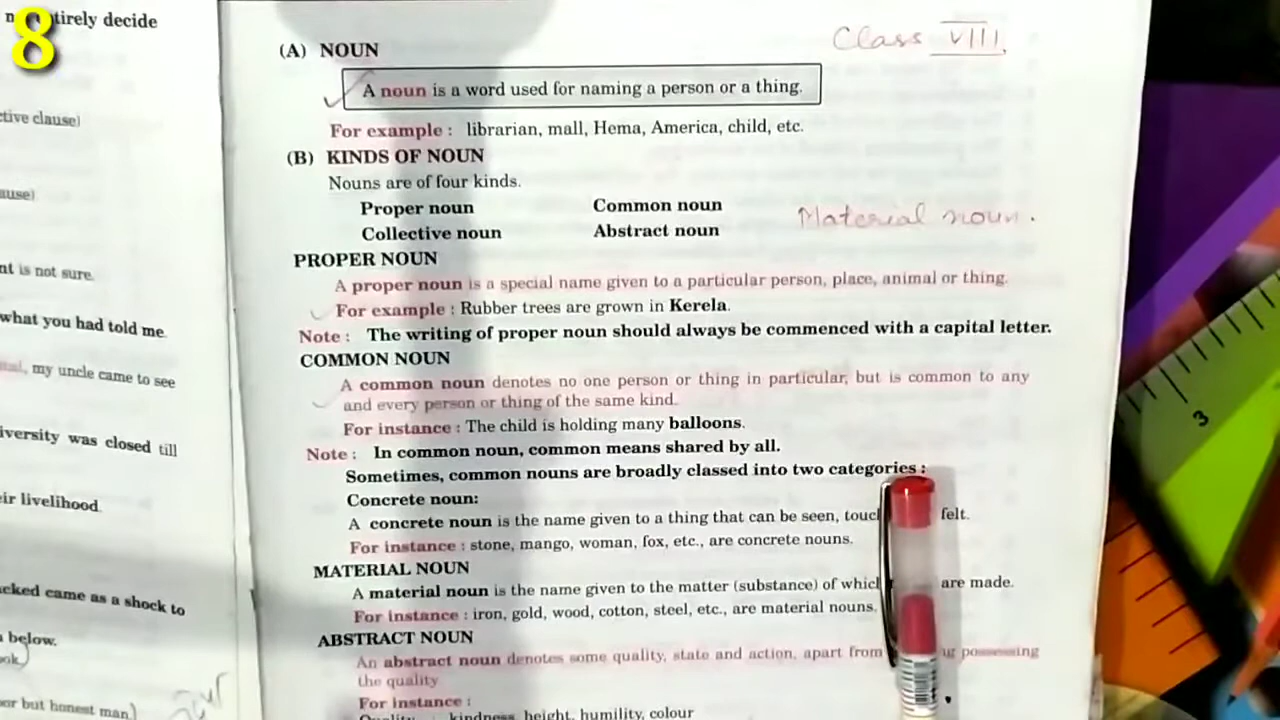 8
entirely decide
ctive clause)
ause)
nt is not sure.
what you had told me.
my uncle came to see
iversity was closed till
eir livelihood.
acked came as a shock to
below.
ook)
oor but honest man)
our
Class VIII.
(A) NOUN
A noun is a word used for naming a person or a thing.
For example : librarian, mall, Hema, America, child, etc.
(B) KINDS OF NOUN
Nouns are of four kinds.
Proper noun Common noun
Material noun.
Collective noun Abstract noun
PROPER NOUN
A proper noun is a special name given to a particular person, place, animal or thing.
For example : Rubber trees are grown in Kerela.
Note : The writing of proper noun should always be commenced with a capital letter.
COMMON NOUN
A common noun denotes no one person or thing in particular, but is common to any
and every person or thing of the same kind.
For instance : The child is holding many balloons.
Note : In common noun, common means shared by all.
Sometimes, common nouns are broadly classed into two categories :
Concrete noun:
A concrete noun is the name given to a thing that can be seen, touc felt.
For instance : stone, mango, woman, fox, etc., are concrete nouns.
MATERIAL NOUN
A material noun is the name given to the matter (substance) of which are made.
For instance : iron, gold, wood, cotton, steel, etc., are material nouns.
ABSTRACT NOUN
An abstract noun denotes some quality, state and action, apart from possessing
the quality
For instance :
Quality kindness, height, humility, colour
3